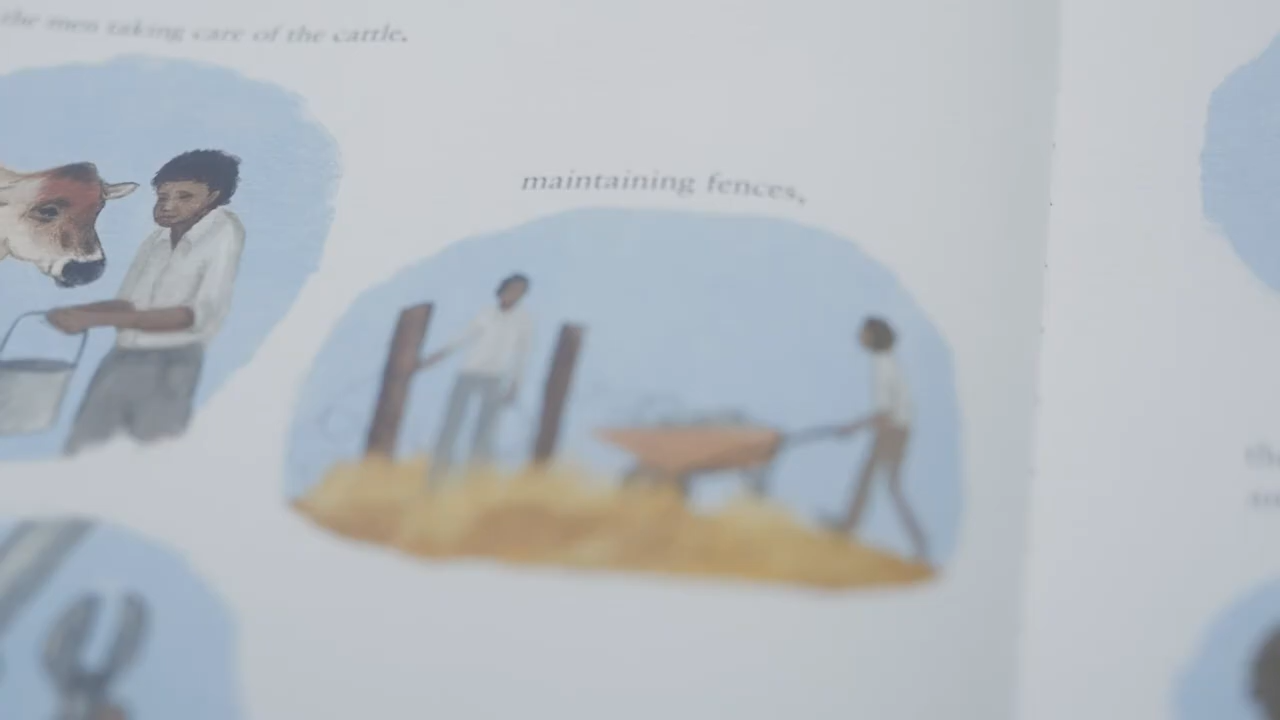 the men taking care of the cattle.
maintaining fences,